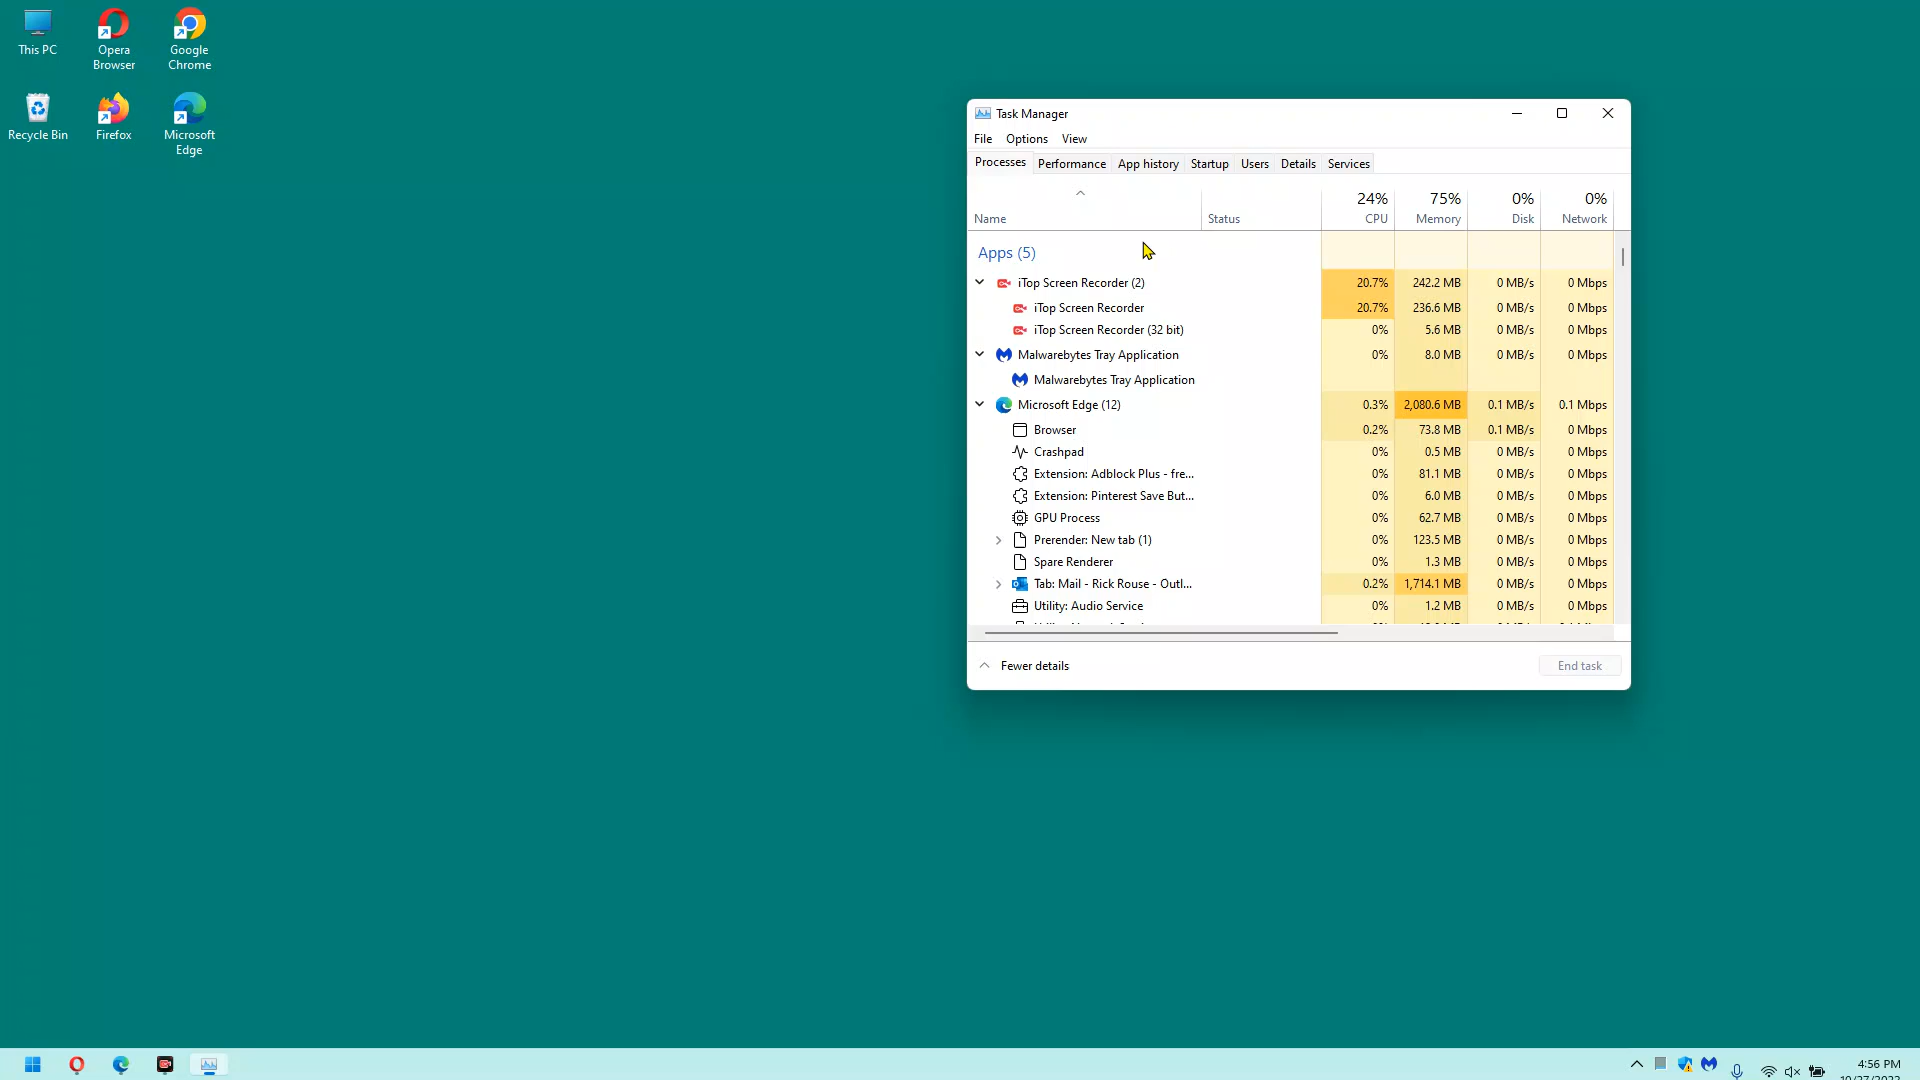 This PC
Opera
Browser
Google
Chrome
Recycle Bin
Firefox
Microsoft
Edge
Task Manager
File Options View
Processes Performance App history Startup Users Details Services
24% 75% 0% 0%
Name Status CPU Memory Disk Network
Apps (5)
iTop Screen Recorder (2) 20.7% 242.2 MB 0 MB/s 0 Mbps
iTop Screen Recorder 20.7% 236.6 MB 0 MB/s 0 Mbps
iTop Screen Recorder (32 bit) 0% 5.6 MB 0 MB/s 0 Mbps
Malwarebytes Tray Application 0% 8.0 MB 0 MB/s 0 Mbps
Malwarebytes Tray Application
Microsoft Edge (12) 0.3% 2,080.6 MB 0.1 MB/s 0.1 Mbps
Browser 0.2% 73.8 MB 0.1 MB/s 0 Mbps
Crashpad 0% 0.5 MB 0 MB/s 0 Mbps
Extension: Adblock Plus - fre... 0% 81.1 MB 0 MB/s 0 Mbps
Extension: Pinterest Save But... 0% 6.0 MB 0 MB/s 0 Mbps
GPU Process 0% 62.7 MB 0 MB/s 0 Mbps
Prerender: New tab (1) 0% 123.5 MB 0 MB/s 0 Mbps
Spare Renderer 0% 1.3 MB 0 MB/s 0 Mbps
Tab: Mail - Rick Rouse - Outl... 0.2% 1,714.1 MB 0 MB/s 0 Mbps
Utility: Audio Service 0% 1.2 MB 0 MB/s 0 Mbps
Fewer details End task
4:56 PM